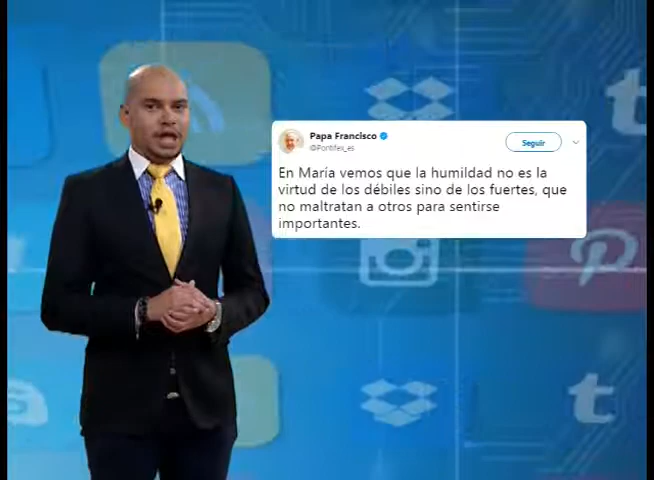 Papa Francisco
@Pontifex_es
Seguir
En María vemos que la humildad no es la
virtud de los débiles sino de los fuertes, que
no maltratan a otros para sentirse
importantes.